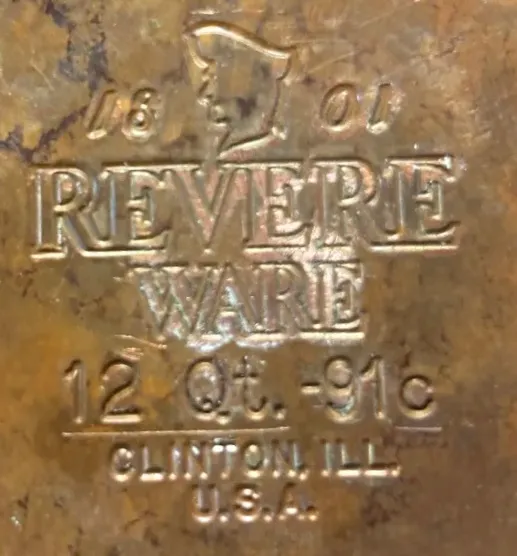 18 01
REVERE
WARE
12 Qt. -91c
CLINTON, ILL.
U.S.A.